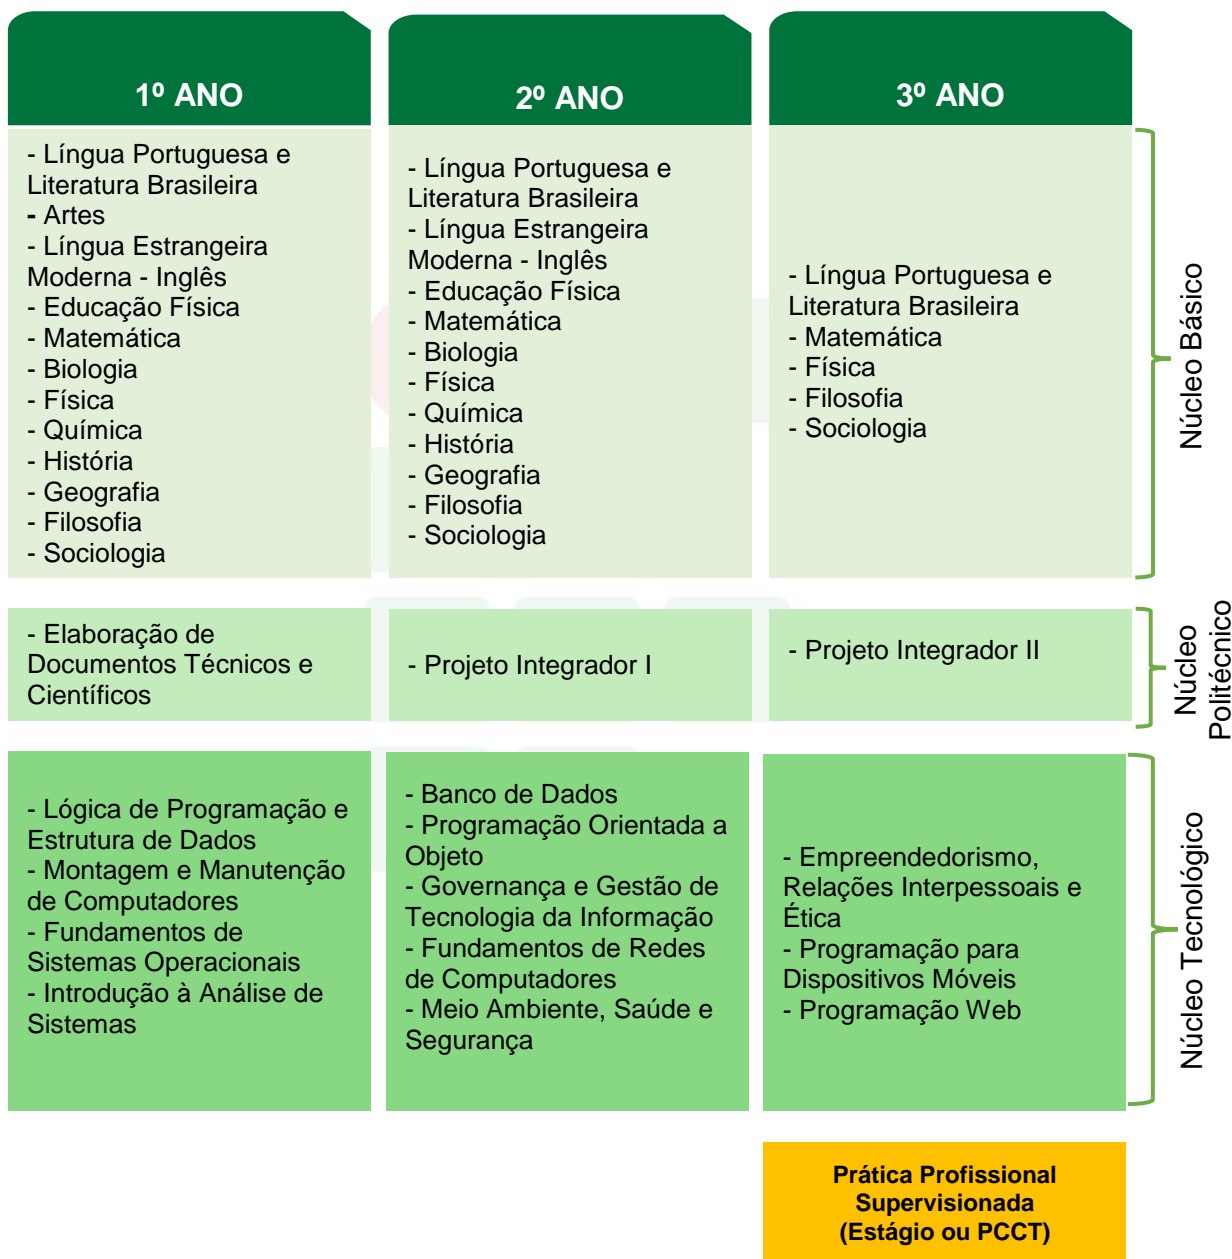 1º ANO
- Língua Portuguesa e
Literatura Brasileira
- Artes
- Língua Estrangeira
Moderna - Inglês
- Educação Física
- Matemática
- Biologia
- Física
- Química
- História
- Geografia
- Filosofia
- Sociologia
2º ANO
- Língua Portuguesa e
Literatura Brasileira
- Língua Estrangeira
Moderna - Inglês
- Educação Física
- Matemática
- Biologia
- Física
- Química
- História
- Geografia
- Filosofia
- Sociologia
3º ANO
- Língua Portuguesa e
Literatura Brasileira
- Matemática
- Física
- Filosofia
- Sociologia
Núcleo Básico
- Elaboração de
Documentos Técnicos e
Científicos
- Projeto Integrador I
- Projeto Integrador II
Núcleo
Politécnico
- Lógica de Programação e
Estrutura de Dados
- Montagem e Manutenção
de Computadores
- Fundamentos de
Sistemas Operacionais
- Introdução à Análise de
Sistemas
- Banco de Dados
- Programação Orientada a
Objeto
- Governança e Gestão de
Tecnologia da Informação
- Fundamentos de Redes
de Computadores
- Meio Ambiente, Saúde e
Segurança
- Empreendedorismo,
Relações Interpessoais e
Ética
- Programação para
Dispositivos Móveis
- Programação Web
Núcleo Tecnológico
Prática Profissional
Supervisionada
(Estágio ou PCCT)